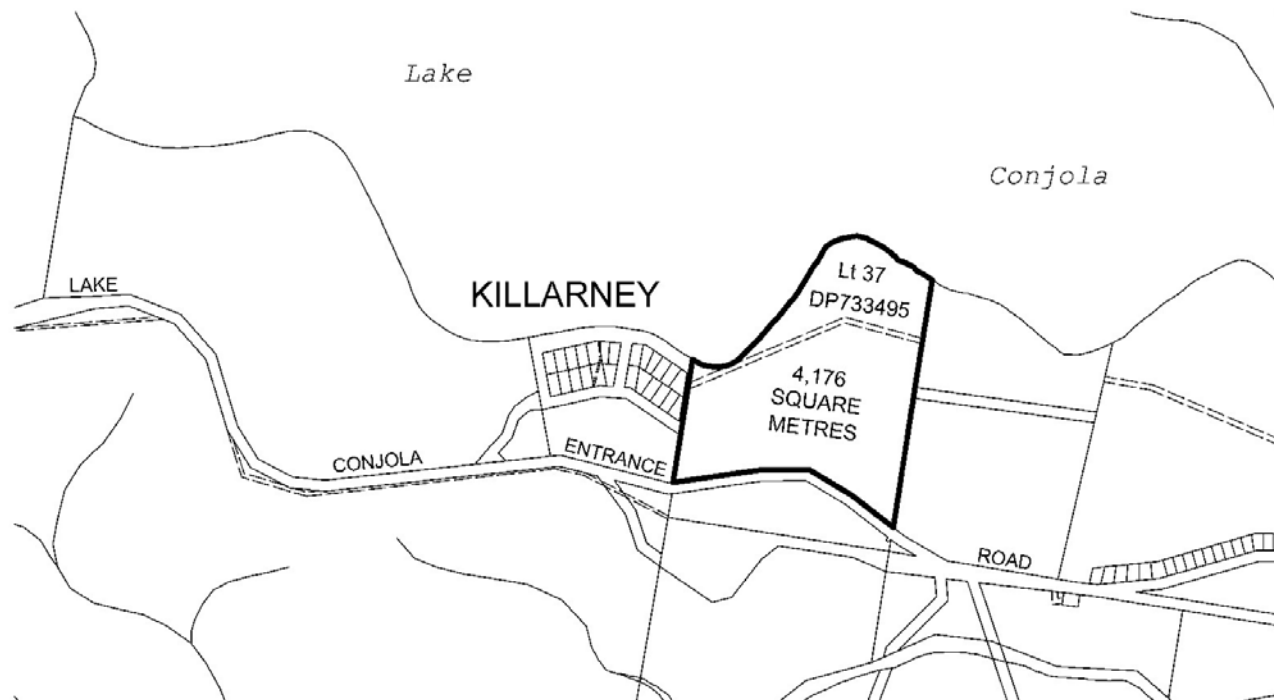 Lake
Conjola
Lt 37
DP733495
LAKE
KILLARNEY
4,176
SQUARE
METRES
CONJOLA
ENTRANCE
ROAD